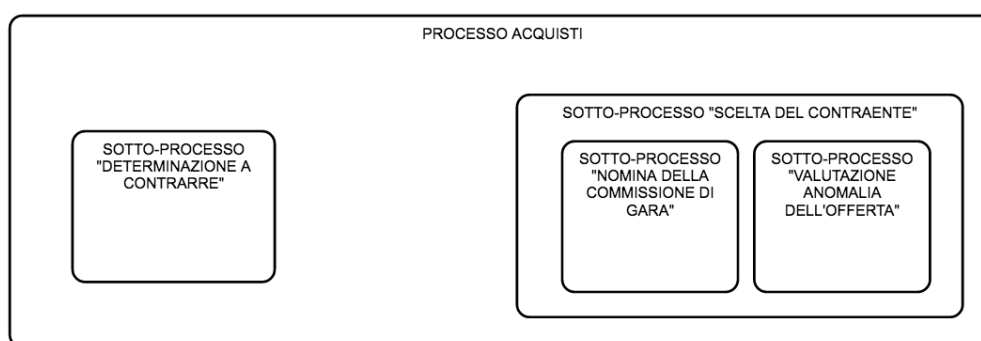 PROCESSO ACQUISTI
SOTTO-PROCESSO
"DETERMINAZIONE A
CONTRARRE"
SOTTO-PROCESSO "SCELTA DEL CONTRAENTE"
SOTTO-PROCESSO
"NOMINA DELLA
COMMISSIONE DI
GARA"
SOTTO-PROCESSO
"VALUTAZIONE
ANOMALIA
DELL'OFFERTA"